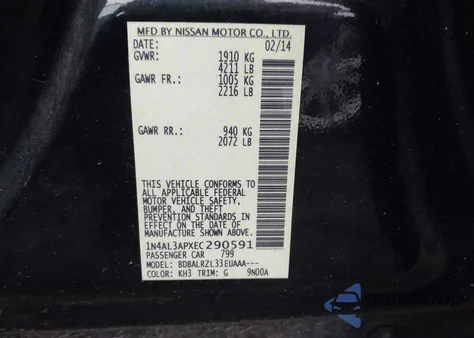 MFD BY NISSAN MOTOR CO., LTD.
DATE: 02/14
GVWR: 1910 KG
4211 LB
GAWR FR.: 1005 KG
2216 LB
GAWR RR.: 940 KG
2072 LB
THIS VEHICLE CONFORMS TO
ALL APPLICABLE FEDERAL
MOTOR VEHICLE SAFETY,
BUMPER, AND THEFT
PREVENTION STANDARDS IN
EFFECT ON THE DATE OF
MANUFACTURE SHOWN ABOVE.
1N4AL3APXEC290591
PASSENGER CAR 799
MODEL: BDBALRZL33EUAAA---
COLOR: KH3 TRIM: G 9N00A